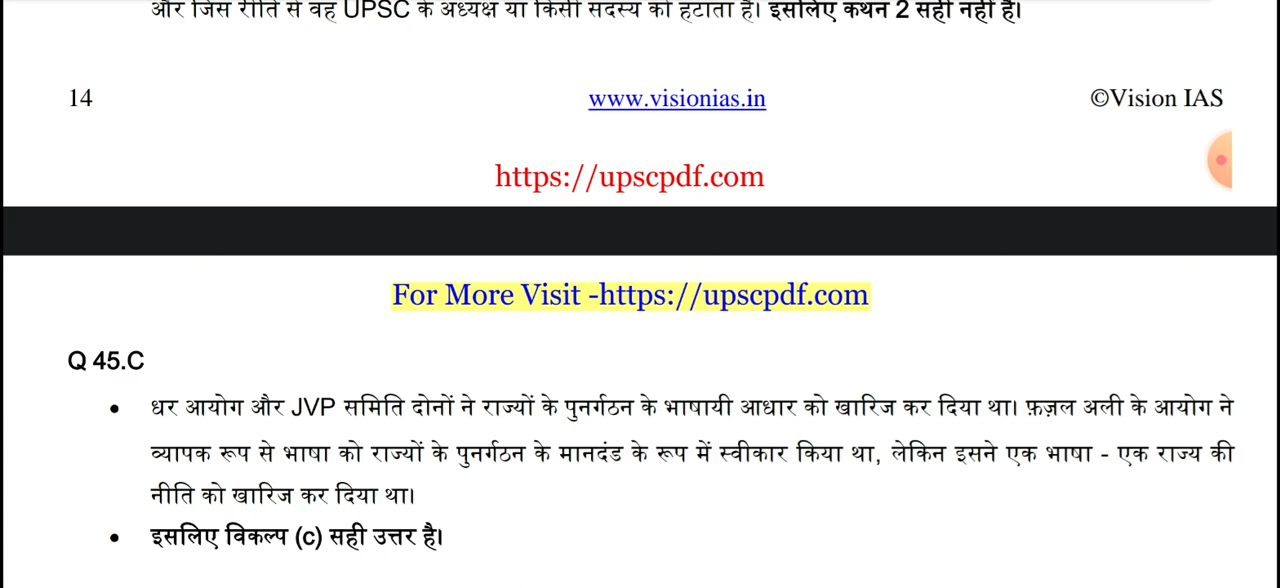 और जिस रीति से वह UPSC के अध्यक्ष या किसी सदस्य को हटाता है। इसलिए कथन 2 सही नहीं है।
14 www.visionias.in ©Vision IAS
https://upscpdf.com
For More Visit -https://upscpdf.com
Q 45.C
• धर आयोग और JVP समिति दोनों ने राज्यों के पुनर्गठन के भाषायी आधार को खारिज कर दिया था। फ़ज़ल अली के आयोग ने
व्यापक रूप से भाषा को राज्यों के पुनर्गठन के मानदंड के रूप में स्वीकार किया था, लेकिन इसने एक भाषा - एक राज्य की
नीति को खारिज कर दिया था।
• इसलिए विकल्प (c) सही उत्तर है।